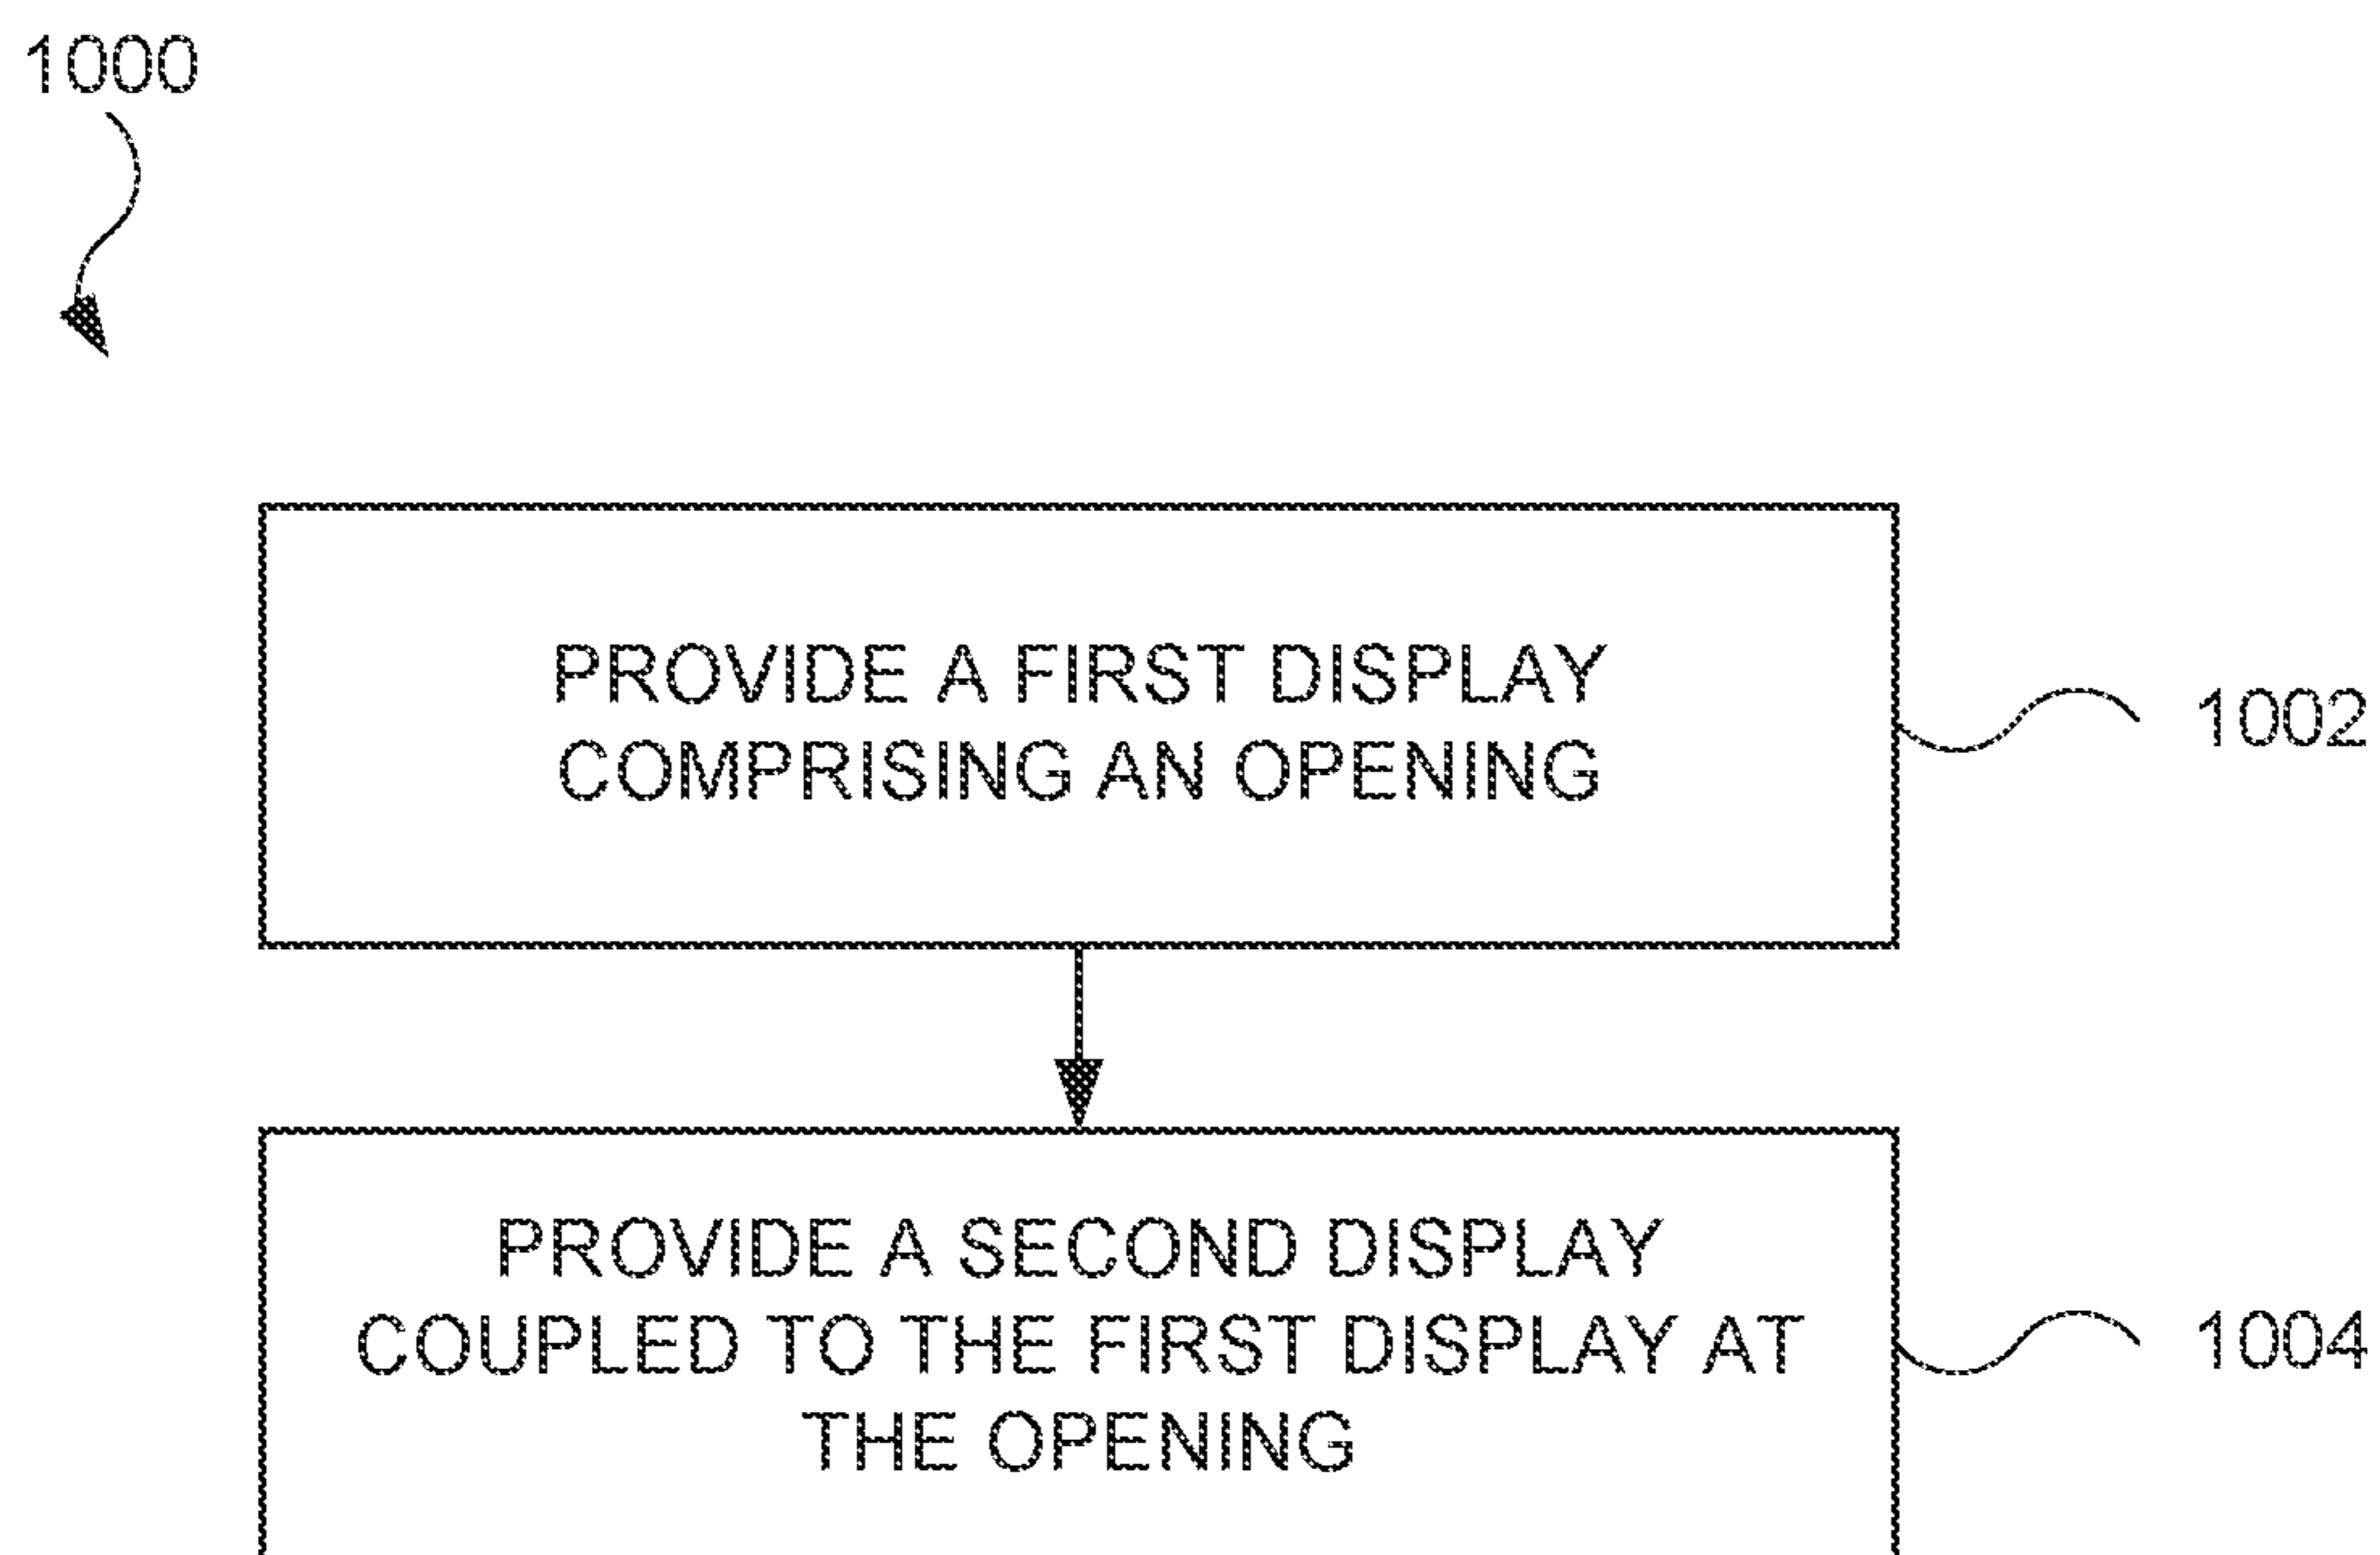 1000
PROVIDE A FIRST DISPLAY
COMPRISING AN OPENING
1002
PROVIDE A SECOND DISPLAY
COUPLED TO THE FIRST DISPLAY AT
THE OPENING
1004